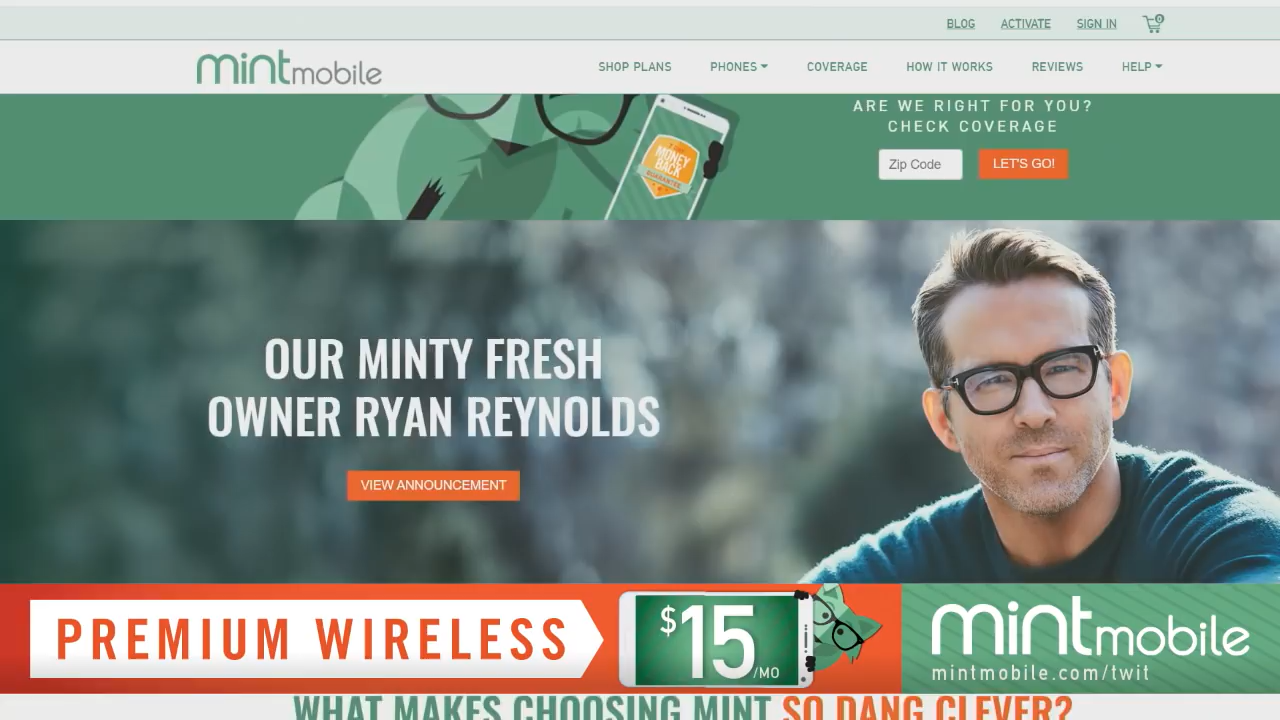 BLOG ACTIVATE SIGN IN 0
mintmobile SHOP PLANS PHONES COVERAGE HOW IT WORKS REVIEWS HELP
ARE WE RIGHT FOR YOU?
CHECK COVERAGE
Zip Code LET'S GO!
MONEY
BACK
GUARANTEE
OUR MINTY FRESH
OWNER RYAN REYNOLDS
VIEW ANNOUNCEMENT
PREMIUM WIRELESS
$15/MO
mintmobile
mintmobile.com/twit
WHAT MAKES CHOOSING MINT SO DANG CLEVER?